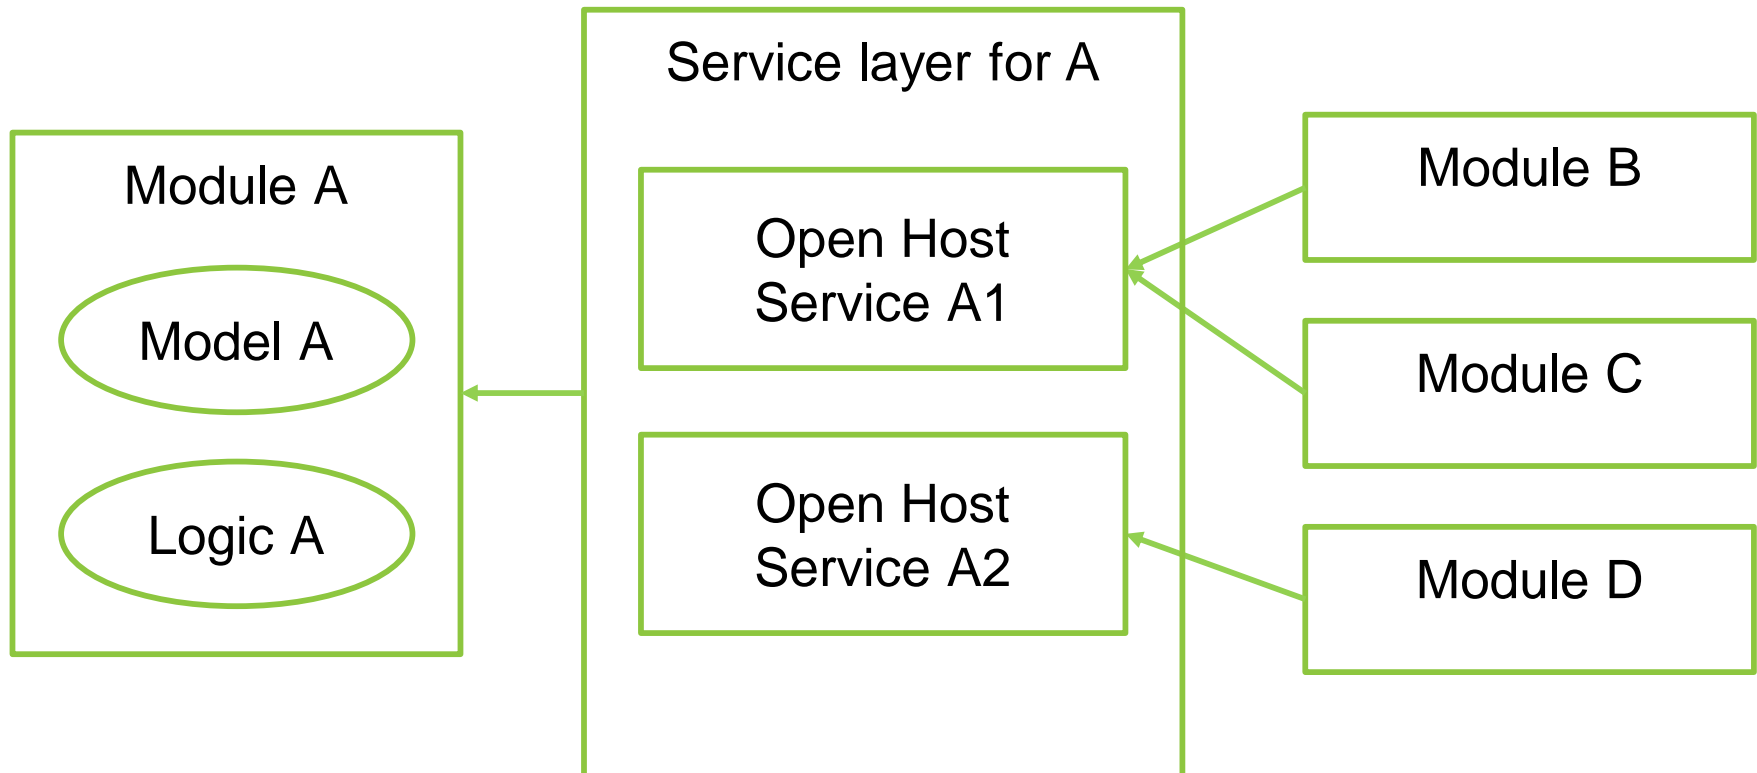 Service layer for A
Module A
Model A
Logic A
Open Host
Service A1
Open Host
Service A2
Module B
Module C
Module D